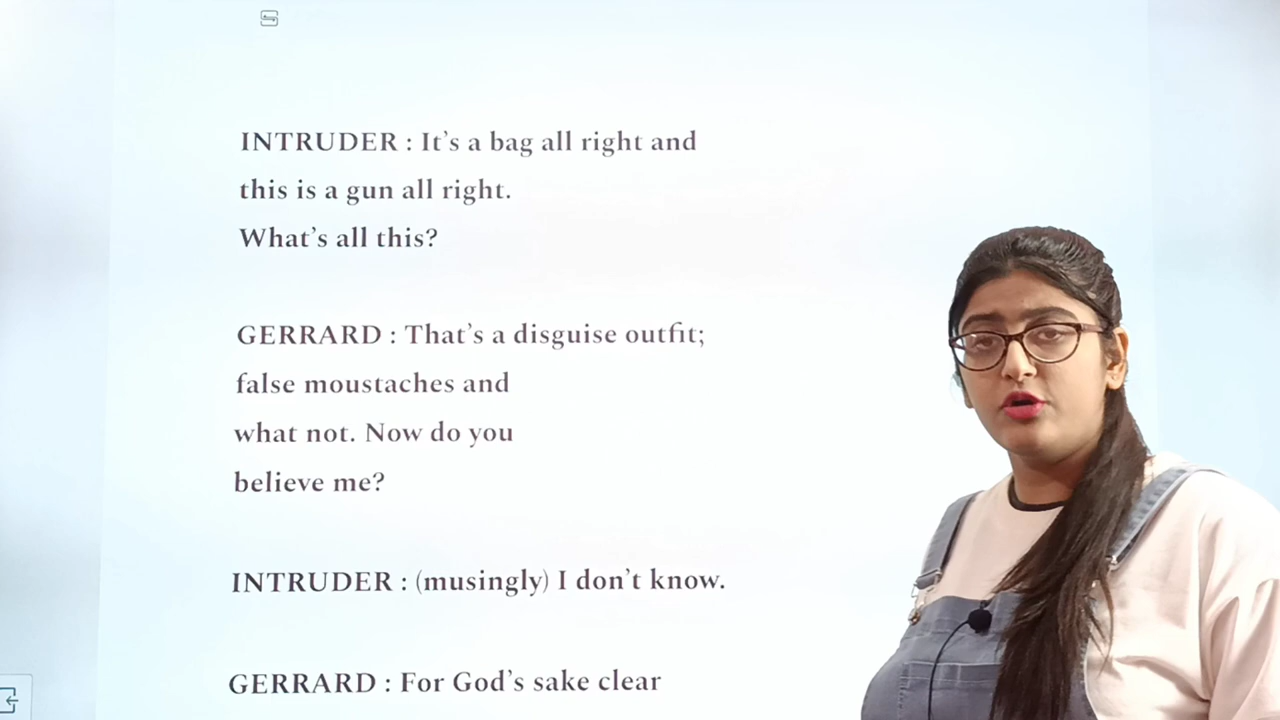 INTRUDER : It's a bag all right and
this is a gun all right.
What's all this?
GERRARD : That's a disguise outfit;
false moustaches and
what not. Now do you
believe me?
INTRUDER : (musingly) I don't know.
GERRARD : For God's sake clear